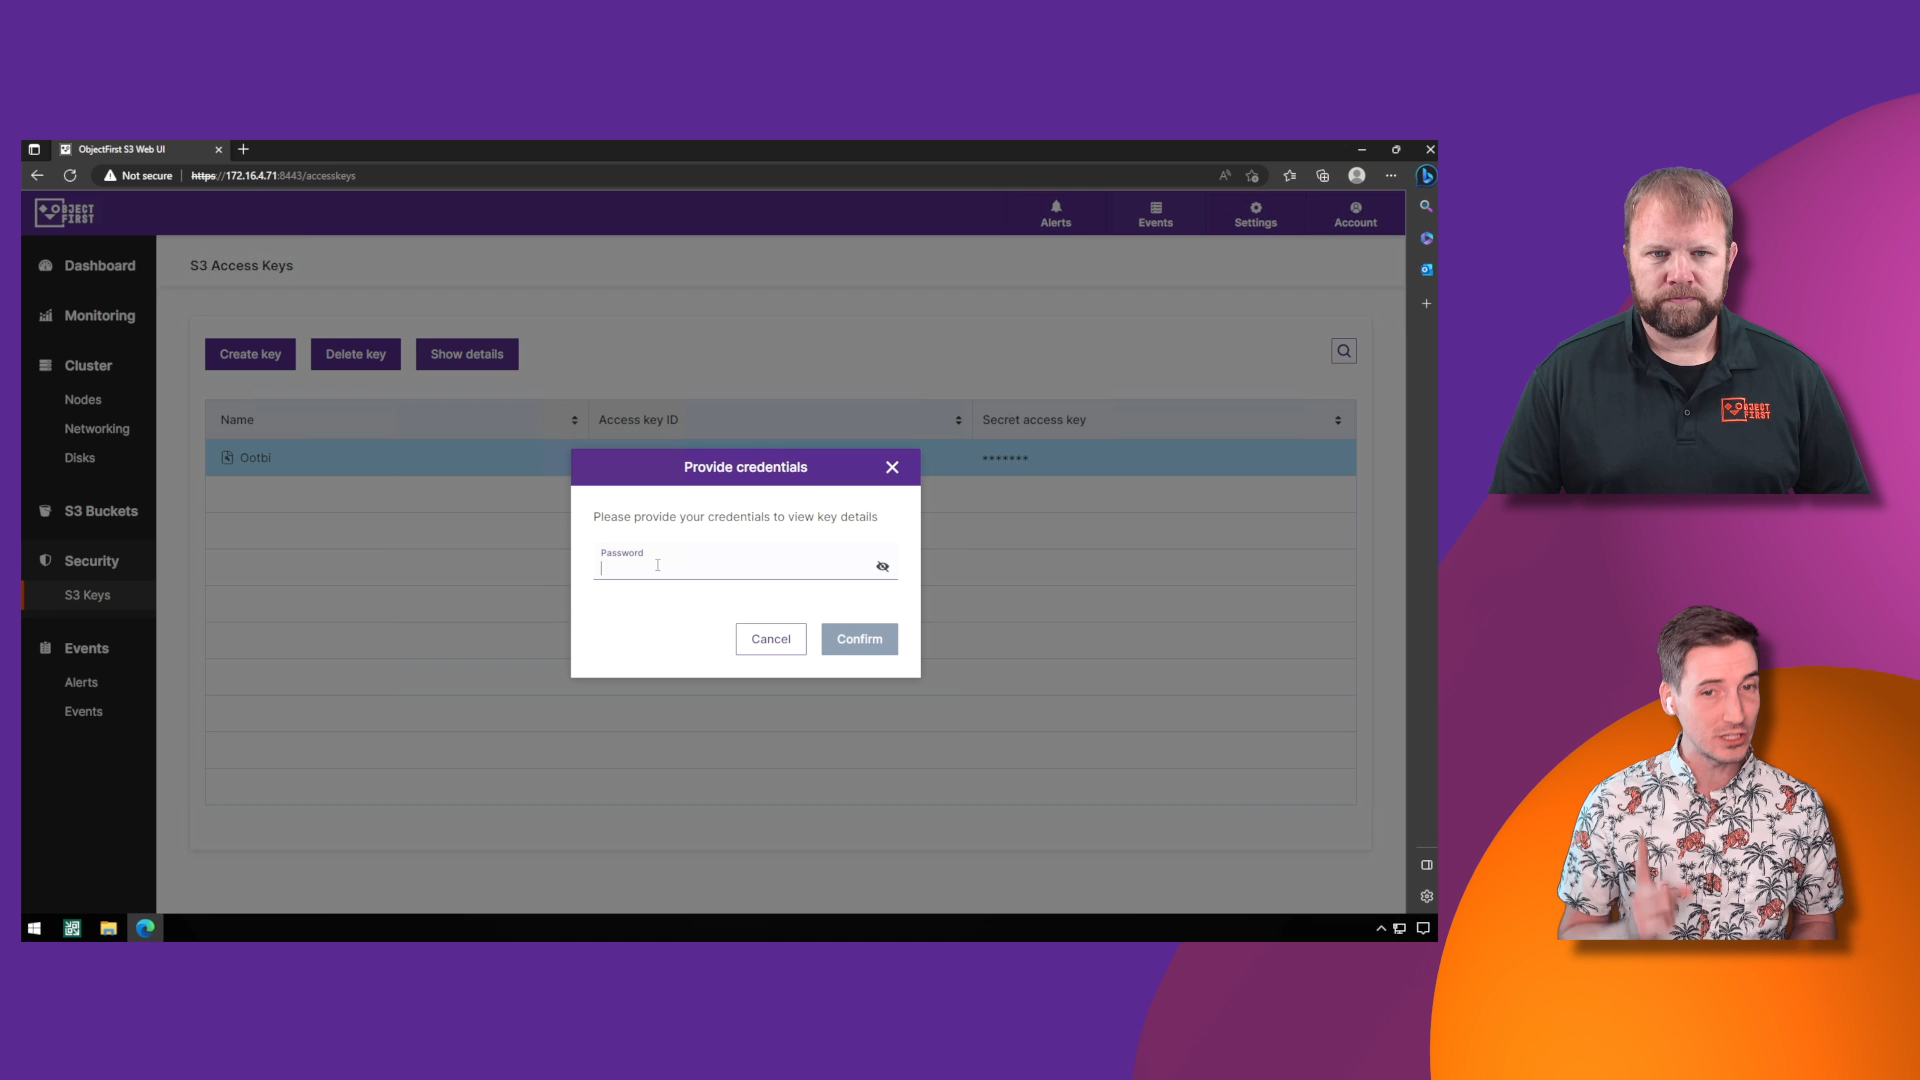 ObjectFirst S3 Web UI
Not secure
https://172.16.4.71:8443/accesskeys
OBJECT
FIRST
Alerts
Events
Settings
Account
Dashboard
Monitoring
Cluster
Nodes
Networking
Disks
S3 Buckets
Security
S3 Keys
Events
Alerts
Events
S3 Access Keys
Create key
Delete key
Show details
Name
Access key ID
Secret access key
Ootbi
*******
Provide credentials
Please provide your credentials to view key details
Password
Cancel
Confirm
OBJECT
FIRST